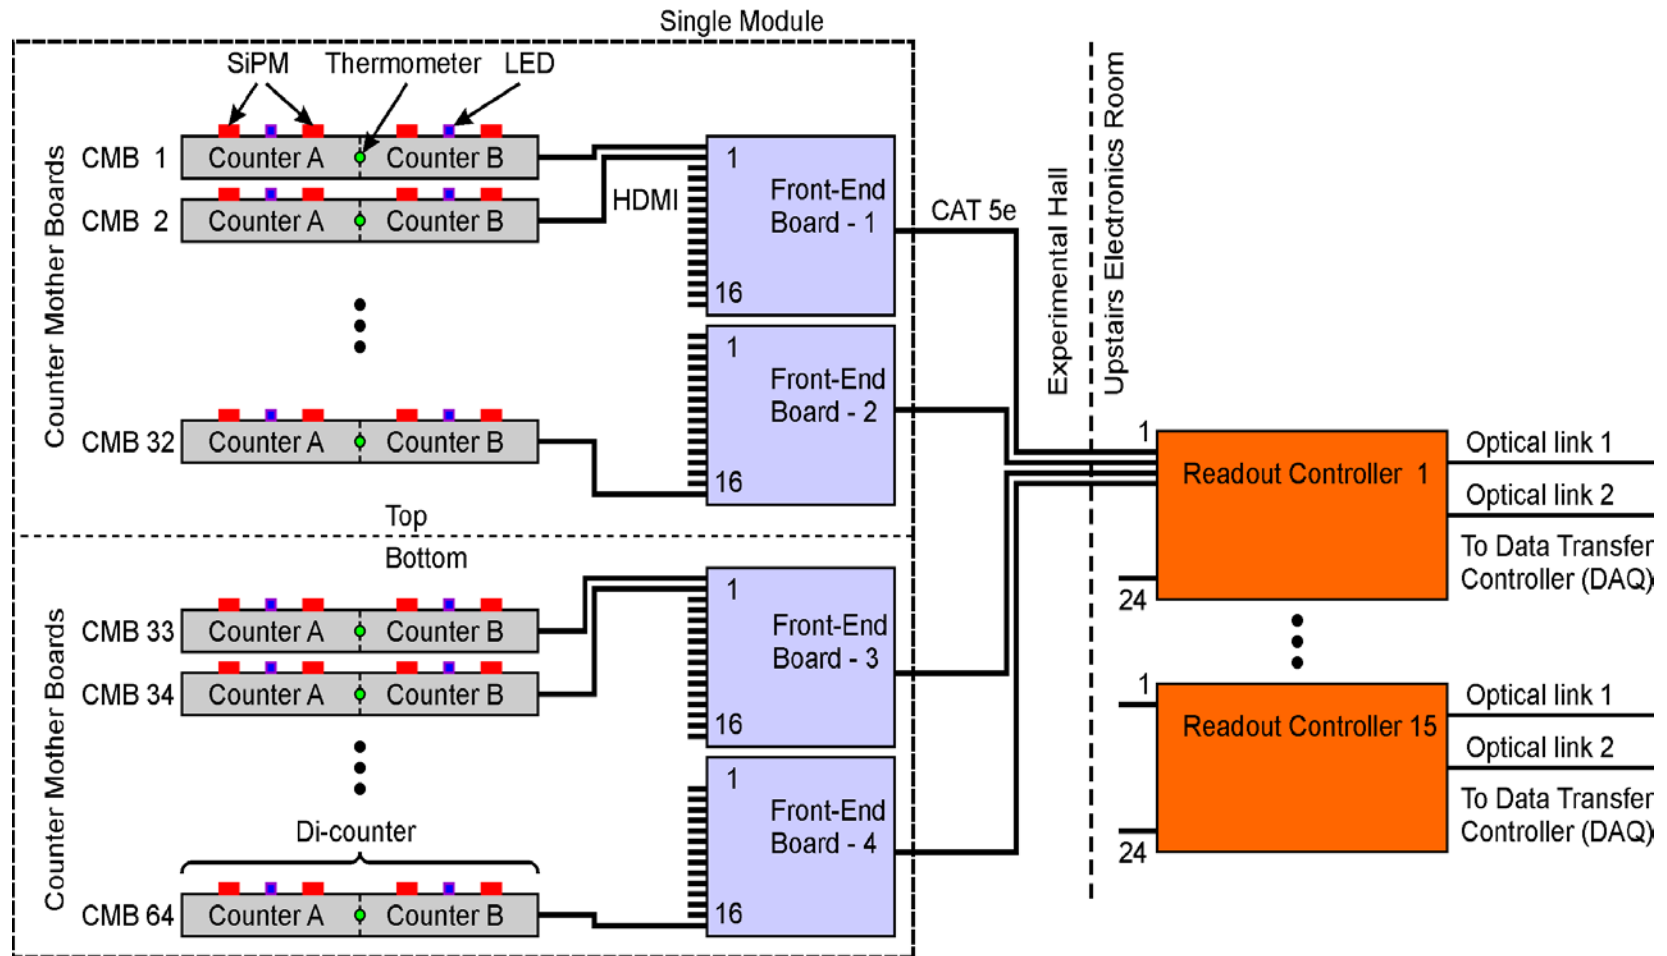 Single Module
SiPM
Thermometer
LED
Counter Mother Boards
CMB 1
Counter A
Counter B
CMB 2
Counter A
Counter B
CMB 32
Counter A
Counter B
HDMI
1
Front-End
Board - 1
16
1
Front-End
Board - 2
16
CAT 5e
Experimental Hall
Upstairs Electronics Room
Top
Bottom
Counter Mother Boards
CMB 33
Counter A
Counter B
CMB 34
Counter A
Counter B
Di-counter
CMB 64
Counter A
Counter B
1
Front-End
Board - 3
16
1
Front-End
Board - 4
16
1
Readout Controller 1
24
Optical link 1
Optical link 2
To Data Transfer
Controller (DAQ)
1
Readout Controller 15
24
Optical link 1
Optical link 2
To Data Transfer
Controller (DAQ)